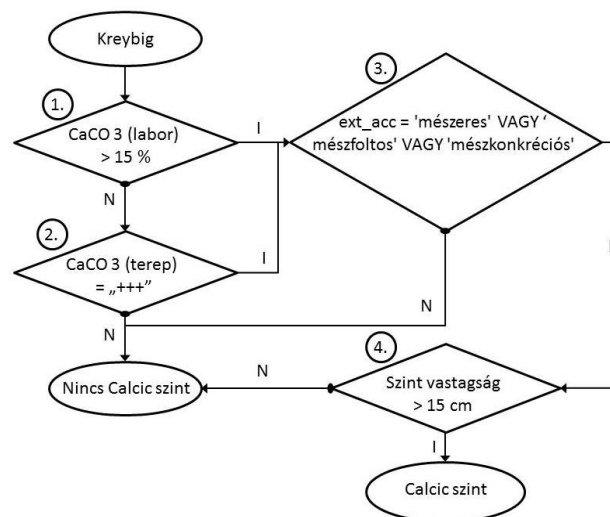 Kreybig
1.
CaCO 3 (labor)
> 15 %
I
N
2.
CaCO 3 (terep)
= „+++”
I
N
3.
ext_acc = 'mészeres' VAGY ‘
mészfoltos' VAGY 'mészkonkréciós'
N
4.
Szint vastagság
> 15 cm
N
I
Nincs Calcic szint
Calcic szint